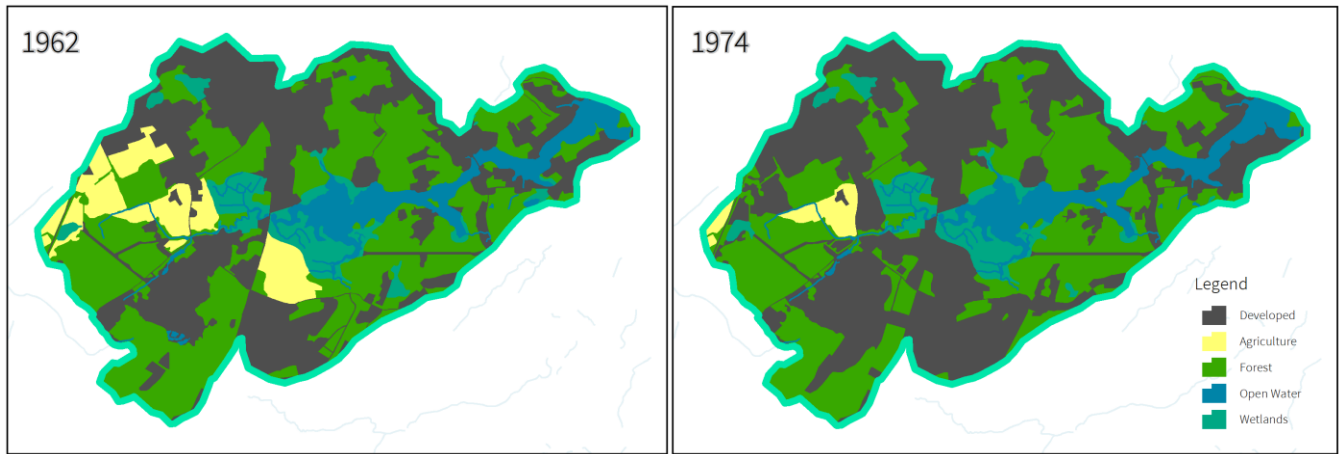 1962
1974
Legend
Developed
Agriculture
Forest
Open Water
Wetlands